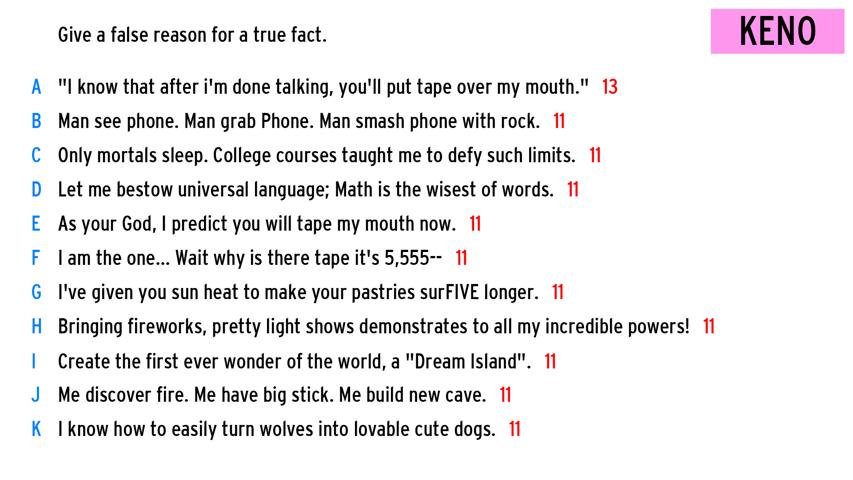 Give a false reason for a true fact.
KENO
A "I know that after i'm done talking, you'll put tape over my mouth." 13
B Man see phone. Man grab Phone. Man smash phone with rock. 11
C Only mortals sleep. College courses taught me to defy such limits. 11
D Let me bestow universal language; Math is the wisest of words. 11
E As your God, I predict you will tape my mouth now. 11
F I am the one... Wait why is there tape it's 5,555-- 11
G I've given you sun heat to make your pastries surFIVE longer. 11
H Bringing fireworks, pretty light shows demonstrates to all my incredible powers! 11
I Create the first ever wonder of the world, a "Dream Island". 11
J Me discover fire. Me have big stick. Me build new cave. 11
K I know how to easily turn wolves into lovable cute dogs. 11